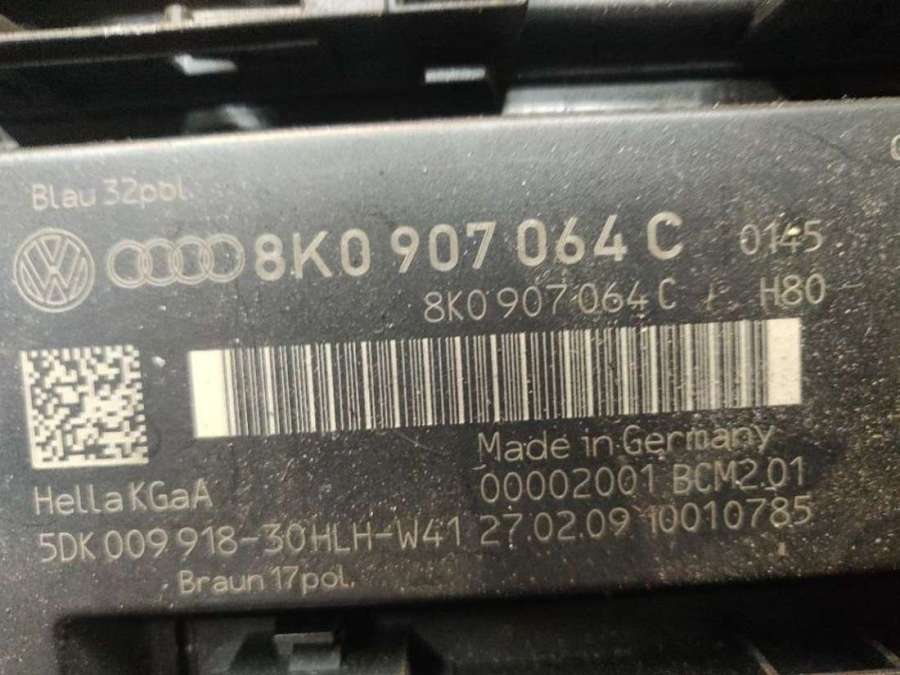 Blau 32pol.
8K0 907 064 C 0145
8K0 907 064 C H80
Made in Germany
Hella KGaA 00002001 BCM2.01
5DK 009 918-30 HLH-W41 27.02.09 10010785
Braun 17pol.